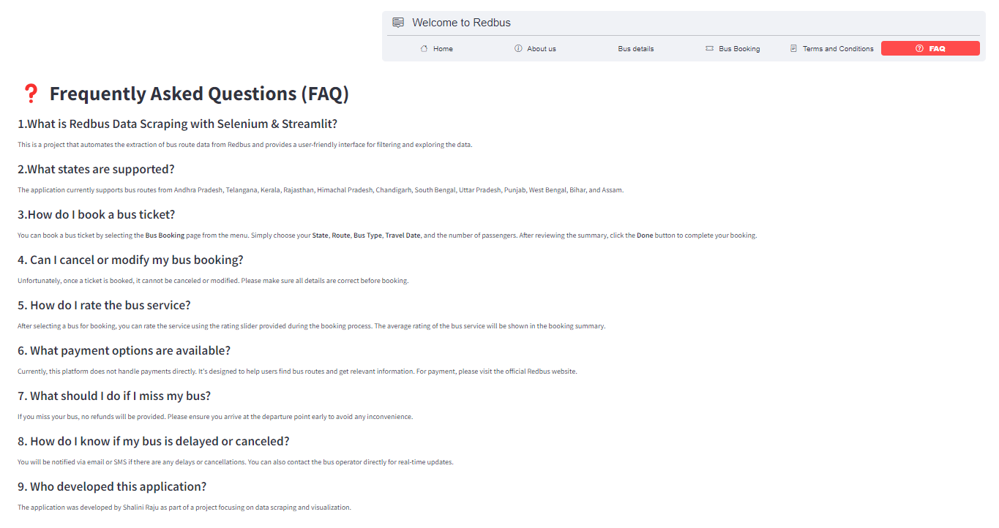 Welcome to Redbus
Home About us Bus details Bus Booking Terms and Conditions FAQ
Frequently Asked Questions (FAQ)
1.What is Redbus Data Scraping with Selenium & Streamlit?
This is a project that automates the extraction of bus route data from Redbus and provides a user-friendly interface for filtering and exploring the data.
2.What states are supported?
The application currently supports bus routes from Andhra Pradesh, Telangana, Kerala, Rajasthan, Himachal Pradesh, Chandigarh, South Bengal, Uttar Pradesh, Punjab, West Bengal, Bihar, and Assam.
3.How do I book a bus ticket?
You can book a bus ticket by selecting the Bus Booking page from the menu. Simply choose your State, Route, Bus Type, Travel Date, and the number of passengers. After reviewing the summary, click the Done button to complete your booking.
4. Can I cancel or modify my bus booking?
Unfortunately, once a ticket is booked, it cannot be canceled or modified. Please make sure all details are correct before booking.
5. How do I rate the bus service?
After selecting a bus for booking, you can rate the service using the rating slider provided during the booking process. The average rating of the bus service will be shown in the booking summary.
6. What payment options are available?
Currently, this platform does not handle payments directly. It's designed to help users find bus routes and get relevant information. For payment, please visit the official Redbus website.
7. What should I do if I miss my bus?
If you miss your bus, no refunds will be provided. Please ensure you arrive at the departure point early to avoid any inconvenience.
8. How do I know if my bus is delayed or canceled?
You will be notified via email or SMS if there are any delays or cancellations. You can also contact the bus operator directly for real-time updates.
9. Who developed this application?
The application was developed by Shalini Raju as part of a project focusing on data scraping and visualization.